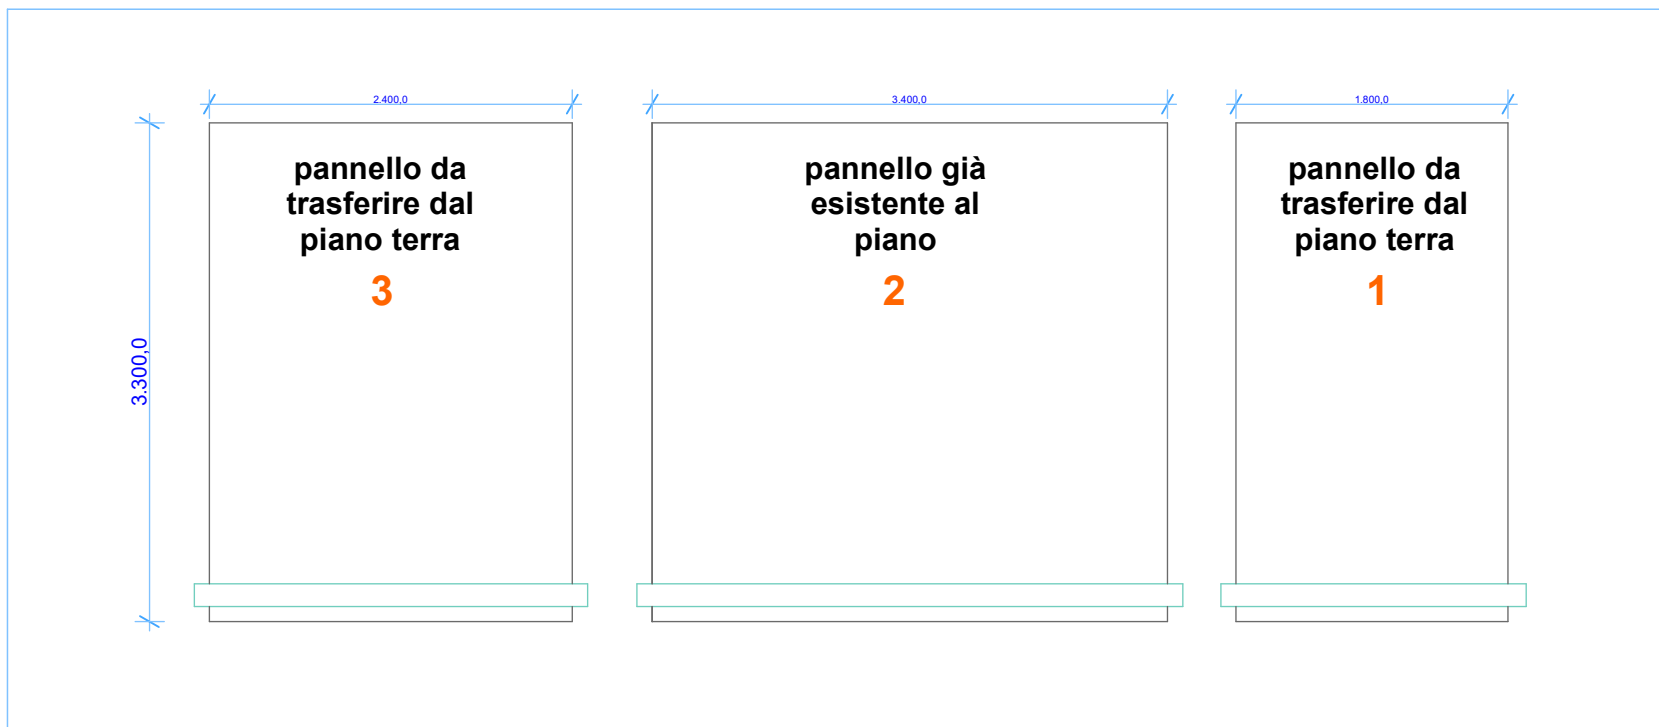 2.400,0
3.400,0
1.800,0
3.300,0
pannello da
trasferire dal
piano terra
3
pannello già
esistente al
piano
2
pannello da
trasferire dal
piano terra
1